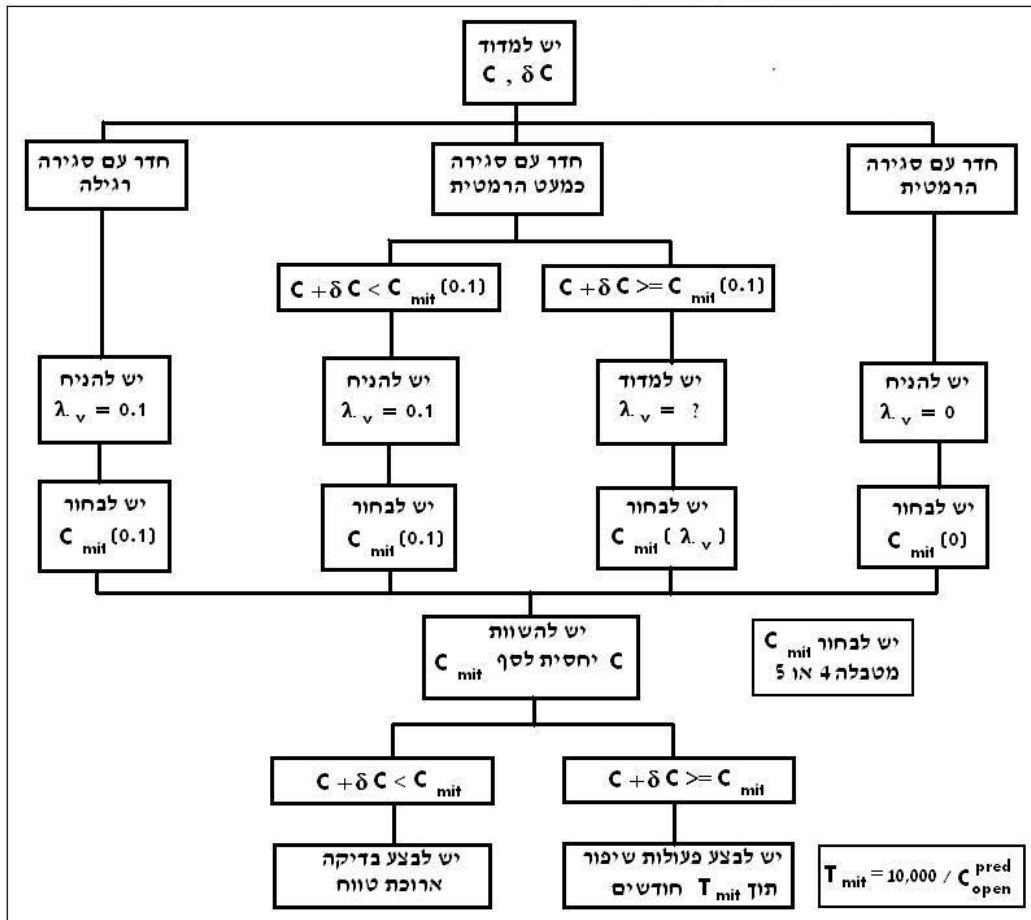 יש למדוד
C , δC
חדר עם סגירה
רגילה
חדר עם סגירה
כמעט הרמטית
חדר עם סגירה
הרמטית
C + δC < C mit (0.1)
C + δC >= C mit (0.1)
יש להניח
λ v = 0.1
יש להניח
λ v = 0.1
יש למדוד
λ v = ?
יש להניח
λ v = 0
יש לבחור
C mit (0.1)
יש לבחור
C mit (0.1)
יש לבחור
C mit ( λ v )
יש לבחור
C mit (0)
יש להשוות
C יחסית לסף C mit
יש לבחור C mit
מטבלה 4 או 5
C + δC < C mit
C + δC >= C mit
יש לבצע בדיקה
ארוכת טווח
יש לבצע פעולות שיפור
תוך T mit חודשים
T mit = 10,000 / C open pred